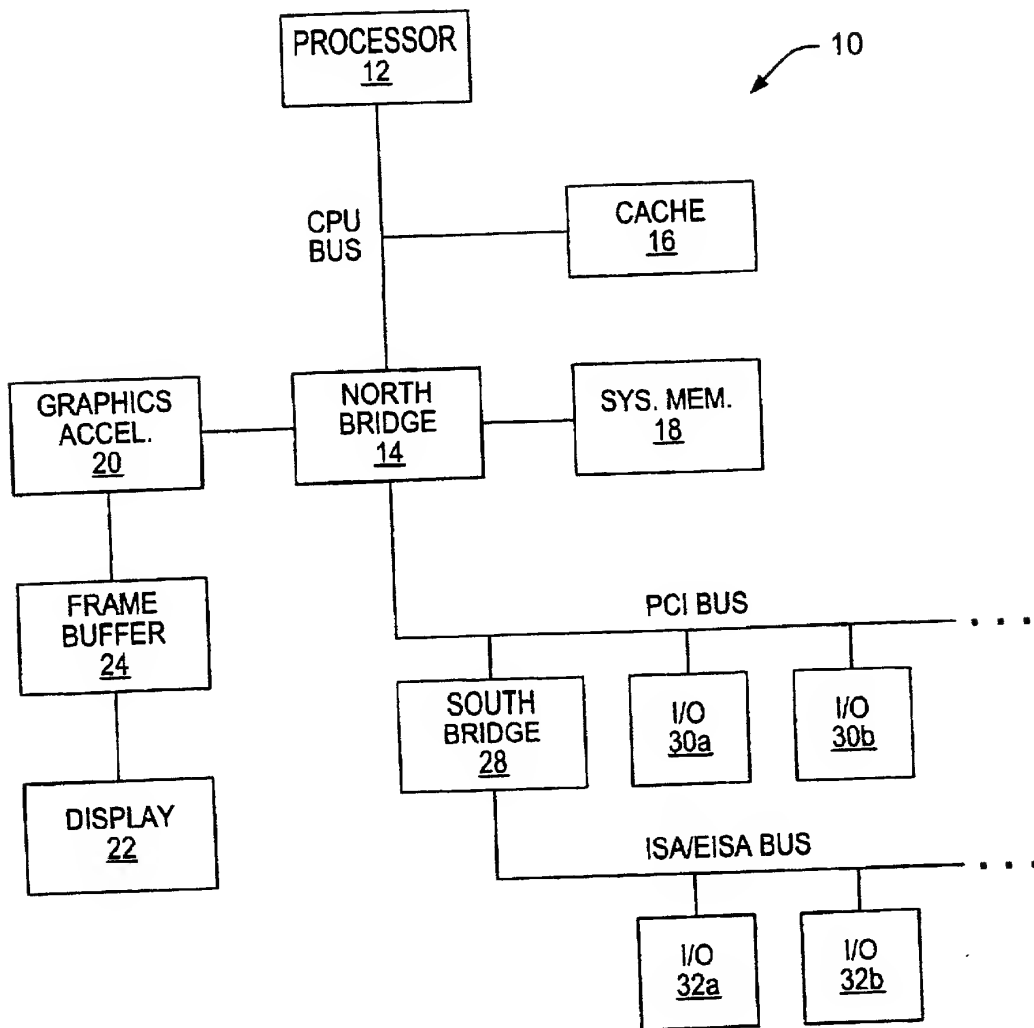 PROCESSOR
12
10
CPU
BUS
CACHE
16
GRAPHICS
ACCEL.
20
NORTH
BRIDGE
14
SYS. MEM.
18
FRAME
BUFFER
24
PCI BUS
. . .
SOUTH
BRIDGE
28
I/O
30a
I/O
30b
DISPLAY
22
ISA/EISA BUS
. . .
I/O
32a
I/O
32b